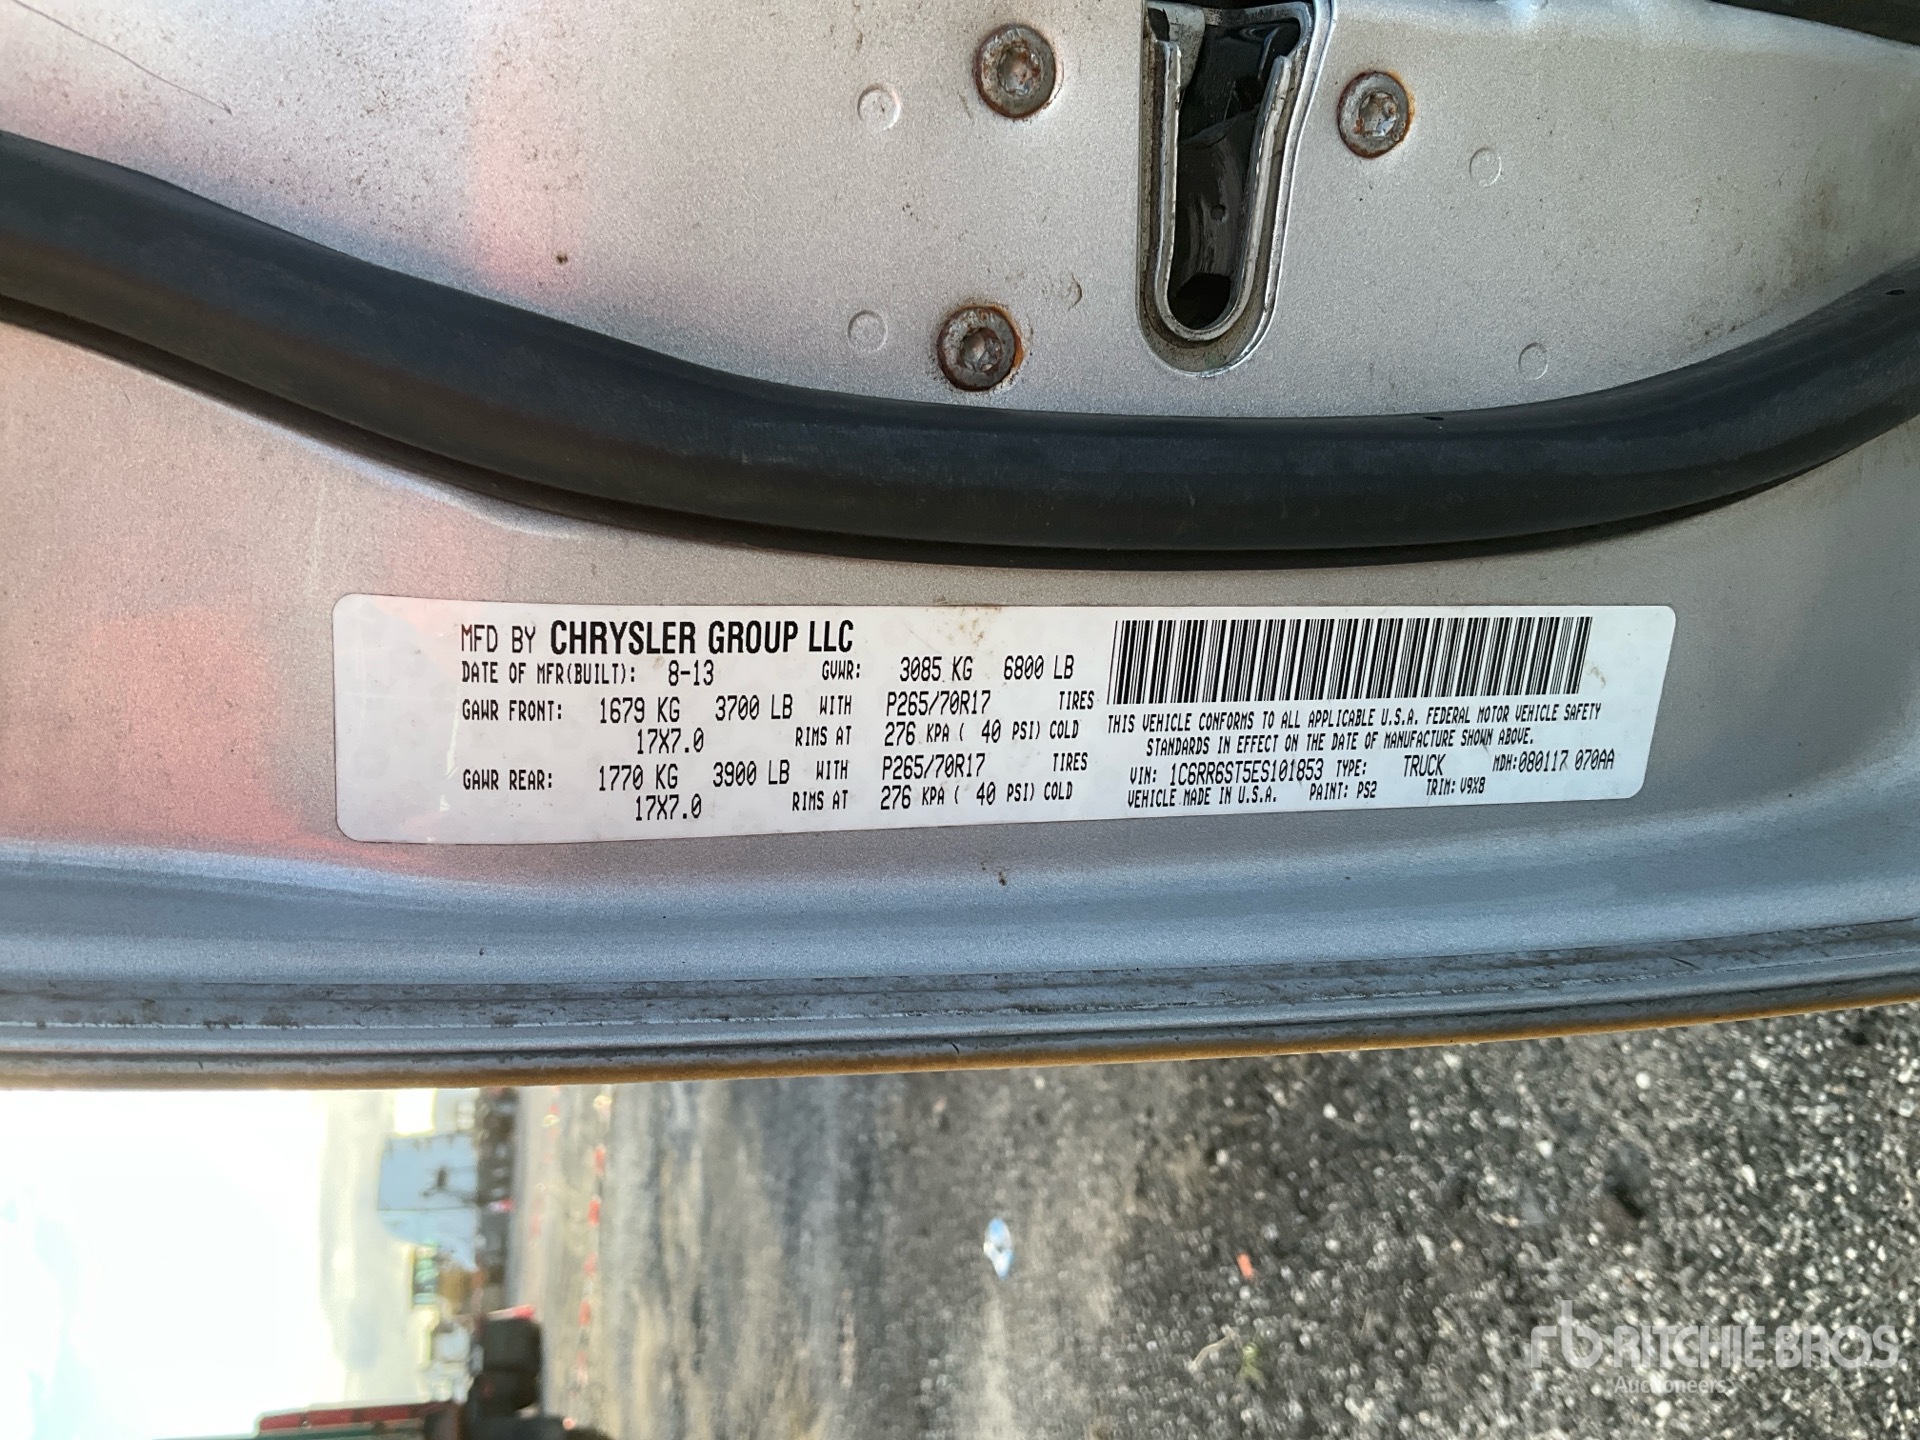 MFD BY CHRYSLER GROUP LLC
DATE OF MFR(BUILT): 8-13 GVWR: 3085 KG 6800 LB
GAWR FRONT: 1679 KG 3700 LB WITH P265/70R17 TIRES
17X7.0 RIMS AT 276 KPA ( 40 PSI) COLD
GAWR REAR: 1770 KG 3900 LB WITH P265/70R17 TIRES
17X7.0 RIMS AT 276 KPA ( 40 PSI) COLD
THIS VEHICLE CONFORMS TO ALL APPLICABLE U.S.A. FEDERAL MOTOR VEHICLE SAFETY
STANDARDS IN EFFECT ON THE DATE OF MANUFACTURE SHOWN ABOVE.
VIN: 1C6RR6ST5ES101853 TYPE: TRUCK MDH:080117 070AA
VEHICLE MADE IN U.S.A. PAINT: PS2 TRIM: V9X8
rb RITCHIE BROS
Auctioneers